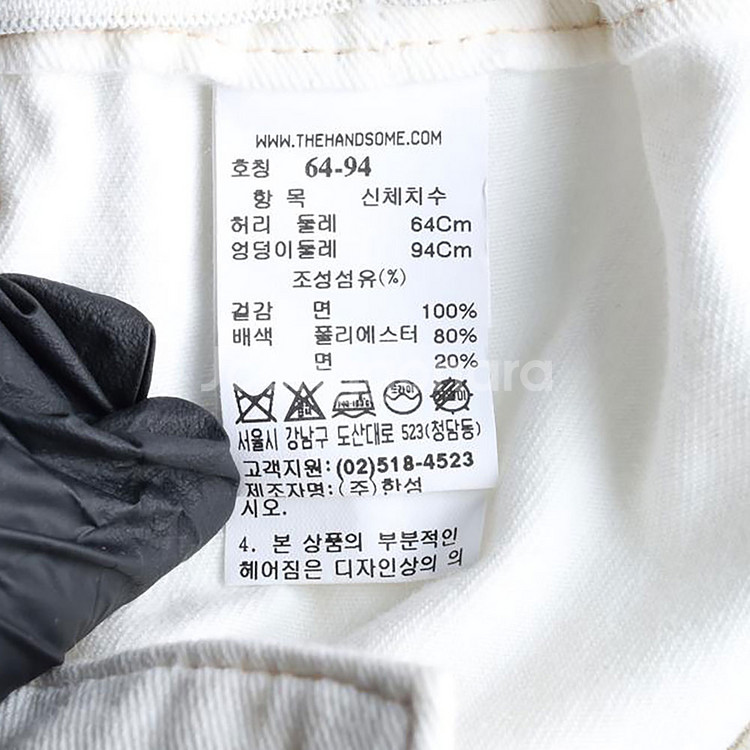 WWW.THEHANDSOME.COM
호칭 64-94
항 목 신체치수
허리 둘레 64Cm
엉덩이둘레 94Cm
조성섬유(%)
겉감 면 100%
배색 폴리에스터 80%
면 20%
서울시 강남구 도산대로 523(청담동)
고객지원: (02)518-4523
제조자명:(주)한섬
시오.
4. 본 상품의 부분적인
헤어짐은 디자인상의 의